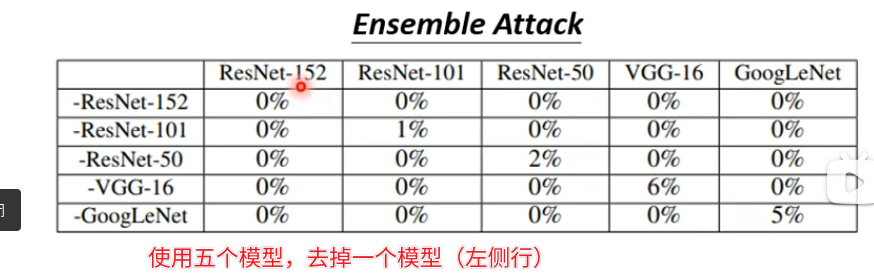 Ensemble Attack
ResNet-152 ResNet-101 ResNet-50 VGG-16 GoogLeNet
-ResNet-152 0% 0% 0% 0% 0%
-ResNet-101 0% 1% 0% 0% 0%
-ResNet-50 0% 0% 2% 0% 0%
-VGG-16 0% 0% 0% 6% 0%
-GoogLeNet 0% 0% 0% 0% 5%
使用五个模型，去掉一个模型（左侧行）